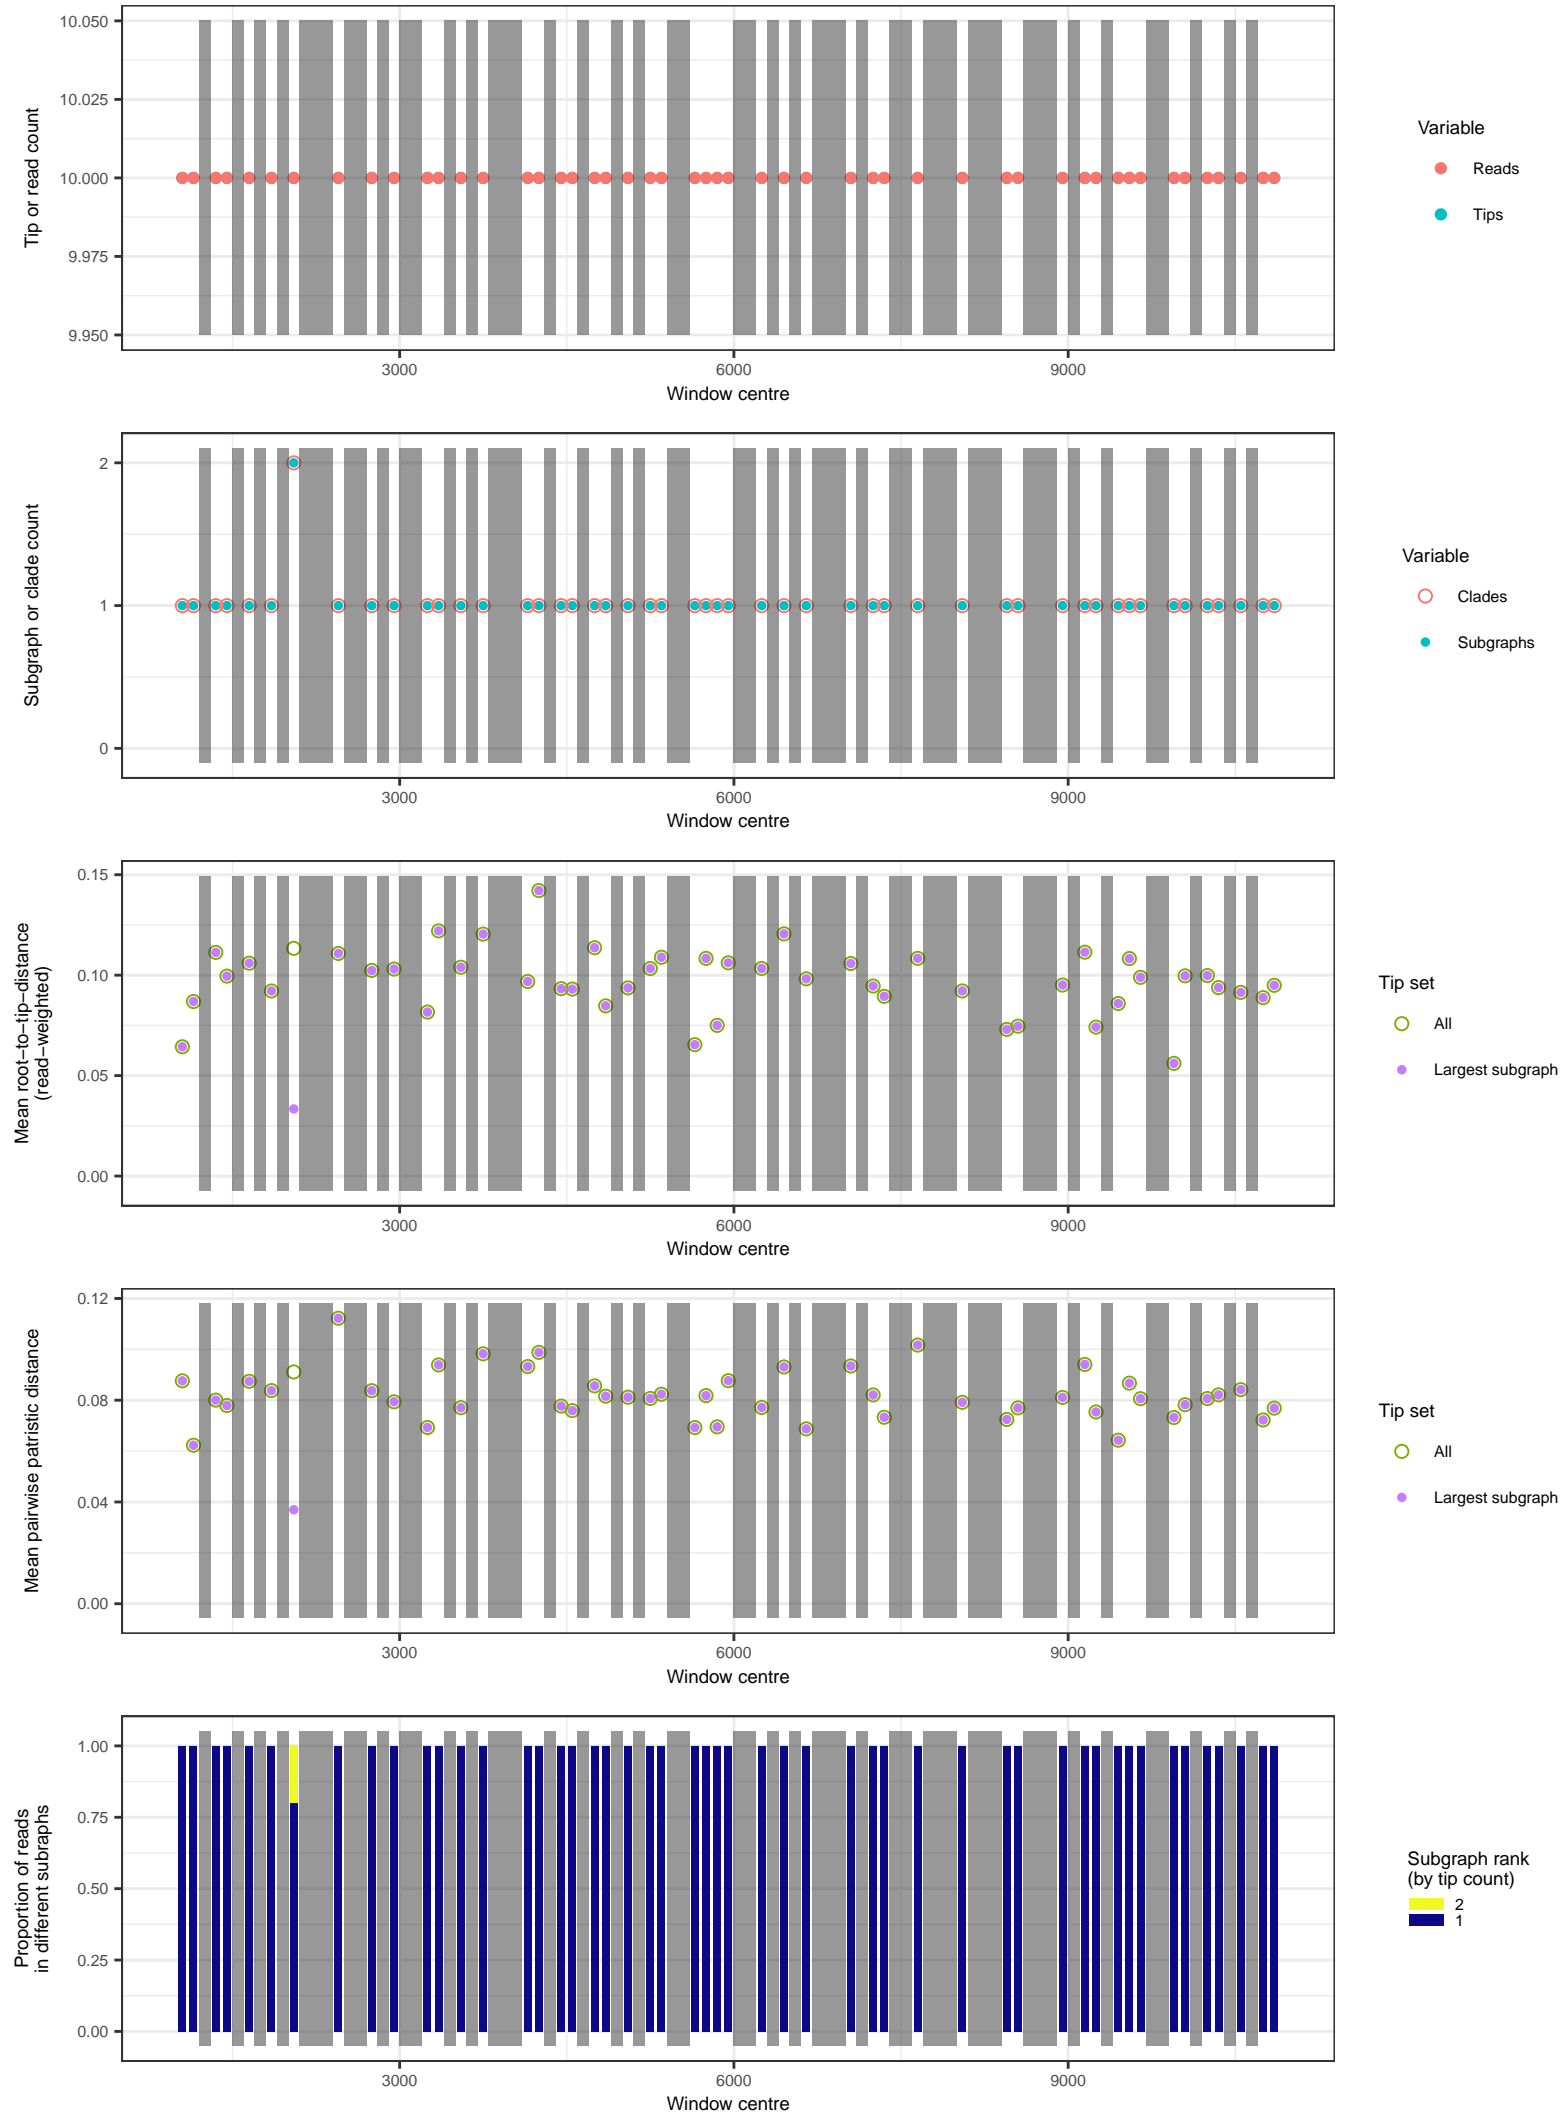 10.050
10.025
10.000
9.975
9.950
Tip or read count
3000
6000
9000
Window centre
Variable
Reads
Tips
2
1
0
Subgraph or clade count
3000
6000
9000
Window centre
Variable
Clades
Subgraphs
0.15
0.10
0.05
0.00
Mean root−to−tip−distance
(read−weighted)
3000
6000
9000
Window centre
Tip set
All
Largest subgraph
0.12
0.08
0.04
0.00
Mean pairwise patristic distance
3000
6000
9000
Window centre
Tip set
All
Largest subgraph
1.00
0.75
0.50
0.25
0.00
Proportion of reads
in different subraphs
3000
6000
9000
Window centre
Subgraph rank
(by tip count)
2
1